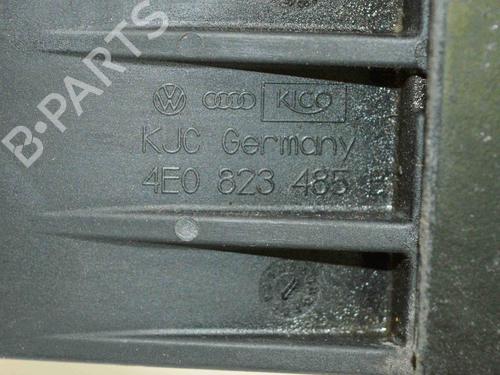 B-PARTS
KICO
KJC Germany
4E0 823 485